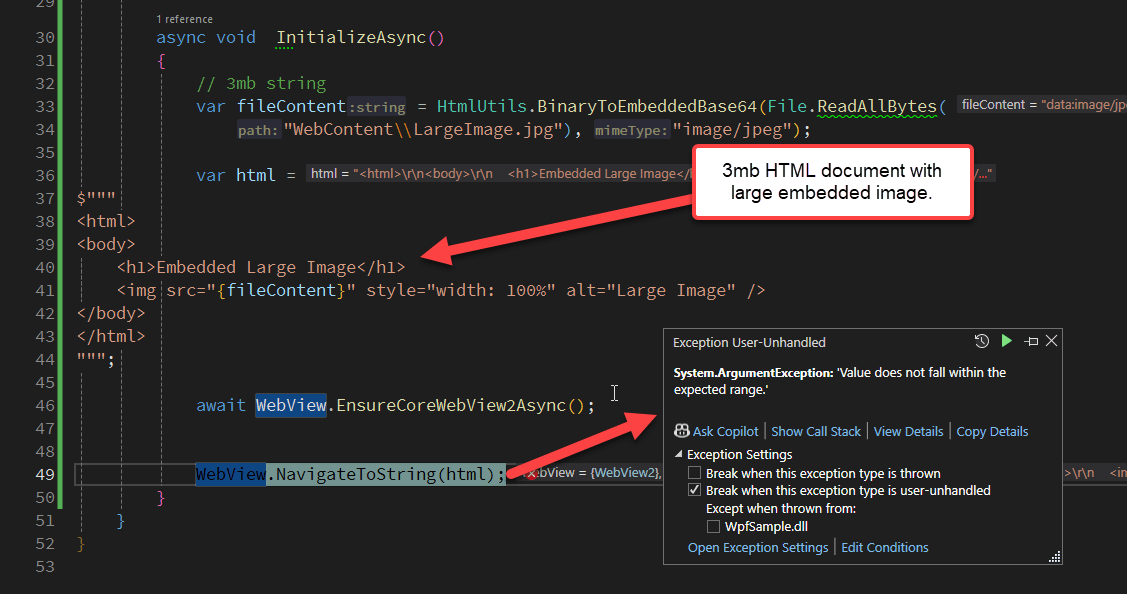 29
1 reference
30 async void InitializeAsync()
31 {
32 // 3mb string
33 var fileContent:string = HtmlUtils.BinaryToEmbeddedBase64(File.ReadAllBytes( fileContent = "data:image/jpe
34 path:"WebContent\\LargeImage.jpg"), mimeType:"image/jpeg");
35
36 var html = html = "<html>\r\n<body>\r\n <h1>Embedded Large Image</ /..."
37 $"""
38 <html>
39 <body>
40 <h1>Embedded Large Image</h1>
41 <img src="{fileContent}" style="width: 100%" alt="Large Image" />
42 </body>
43 </html>
44 """;
45
46 await WebView.EnsureCoreWebView2Async();
47
48
49 WebView.NavigateToString(html); WebView = {WebView2}, >\r\n <im
50 }
51 }
52 }
53
3mb HTML document with
large embedded image.
Exception User-Unhandled
System.ArgumentException: 'Value does not fall within the
expected range.'
Ask Copilot | Show Call Stack | View Details | Copy Details
Exception Settings
Break when this exception type is thrown
Break when this exception type is user-unhandled
Except when thrown from:
WpfSample.dll
Open Exception Settings | Edit Conditions